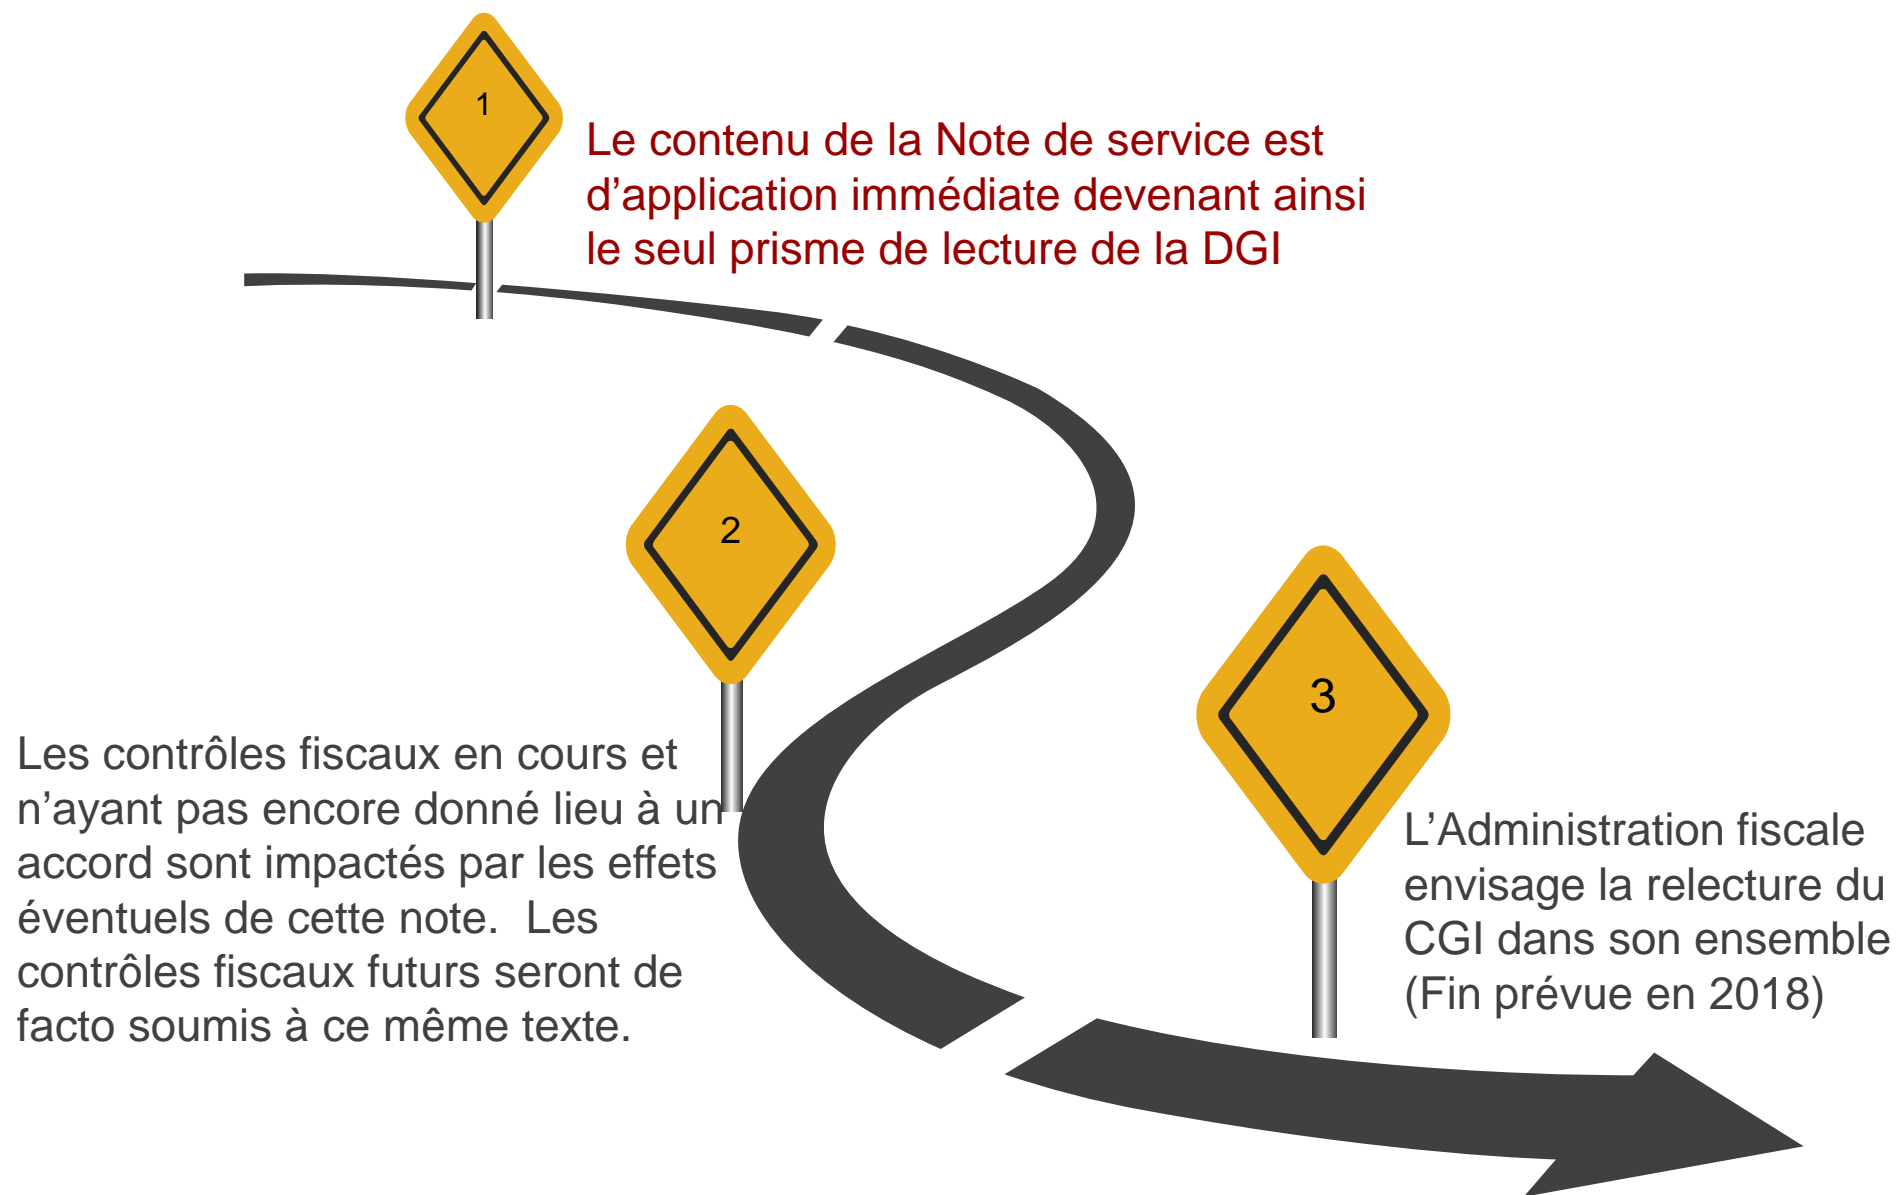 1
Le contenu de la Note de service est
d’application immédiate devenant ainsi
le seul prisme de lecture de la DGI
2
Les contrôles fiscaux en cours et
n’ayant pas encore donné lieu à un
accord sont impactés par les effets
éventuels de cette note.  Les
contrôles fiscaux futurs seront de
facto soumis à ce même texte.
3
L’Administration fiscale
envisage la relecture du
CGI dans son ensemble
(Fin prévue en 2018)